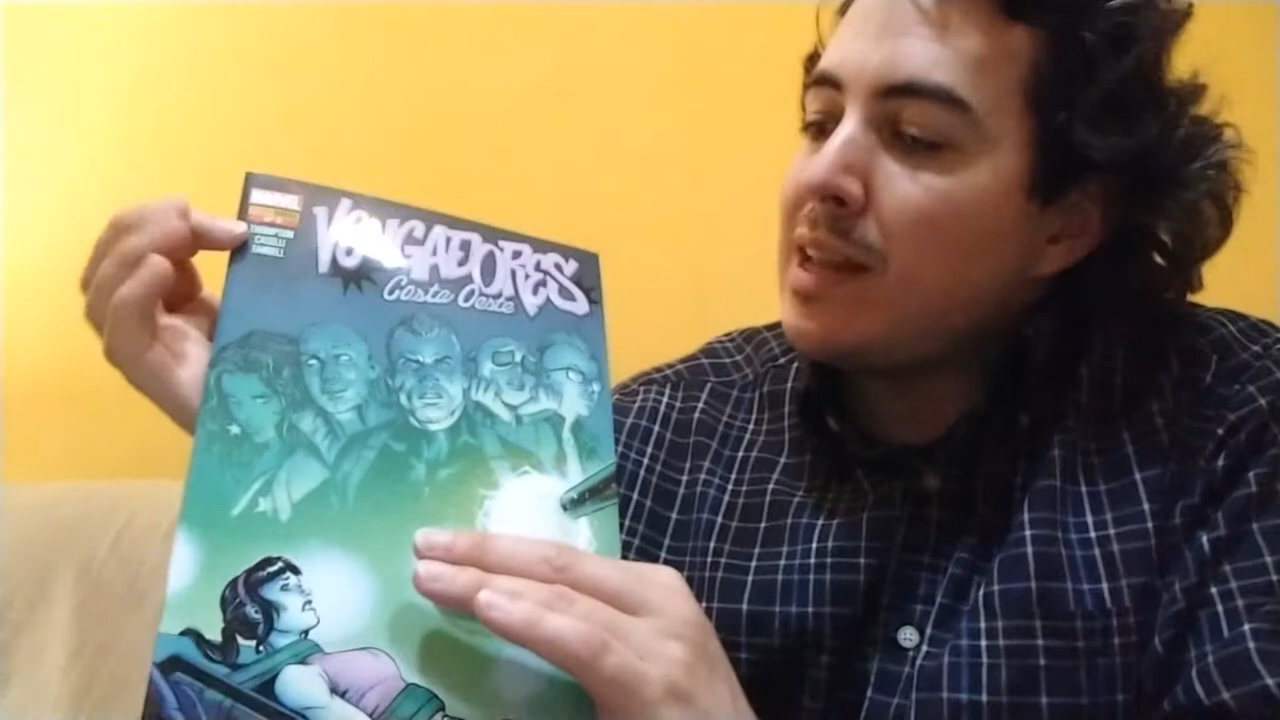 MARVEL
THOMPSON
CASELLI
FARRELL
VENGADORES
Costa Oeste